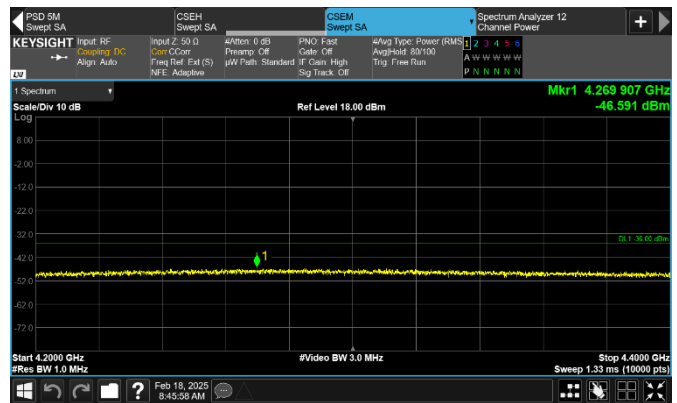 PSD 5M
Swept SA
CSEH
Swept SA
CSEM
Swept SA
Spectrum Analyzer 12
Channel Power
KEYSIGHT
Input: RF
Coupling: DC
Align: Auto
Input Z: 50 Ω
Corr CCorr
Freq Ref: Ext (S)
NFE: Adaptive
#Atten: 0 dB
Preamp: Off
µW Path: Standard
PNO: Fast
Gate: Off
IF Gain: High
Sig Track: Off
#Avg Type: Power (RMS)
Avg|Hold: 80/100
Trig: Free Run
1 2 3 4 5 6
A W W W W W
P N N N N N
LXI
1 Spectrum
Scale/Div 10 dB
Ref Level 18.00 dBm
Mkr1 4.269 907 GHz
-46.591 dBm
Log
8.00
-2.00
-12.0
-22.0
-32.0
DL1 -36.00 dBm
-42.0
1
-52.0
-62.0
-72.0
Start 4.2000 GHz
#Res BW 1.0 MHz
#Video BW 3.0 MHz
Stop 4.4000 GHz
Sweep 1.33 ms (10000 pts)
?
Feb 18, 2025
8:45:58 AM